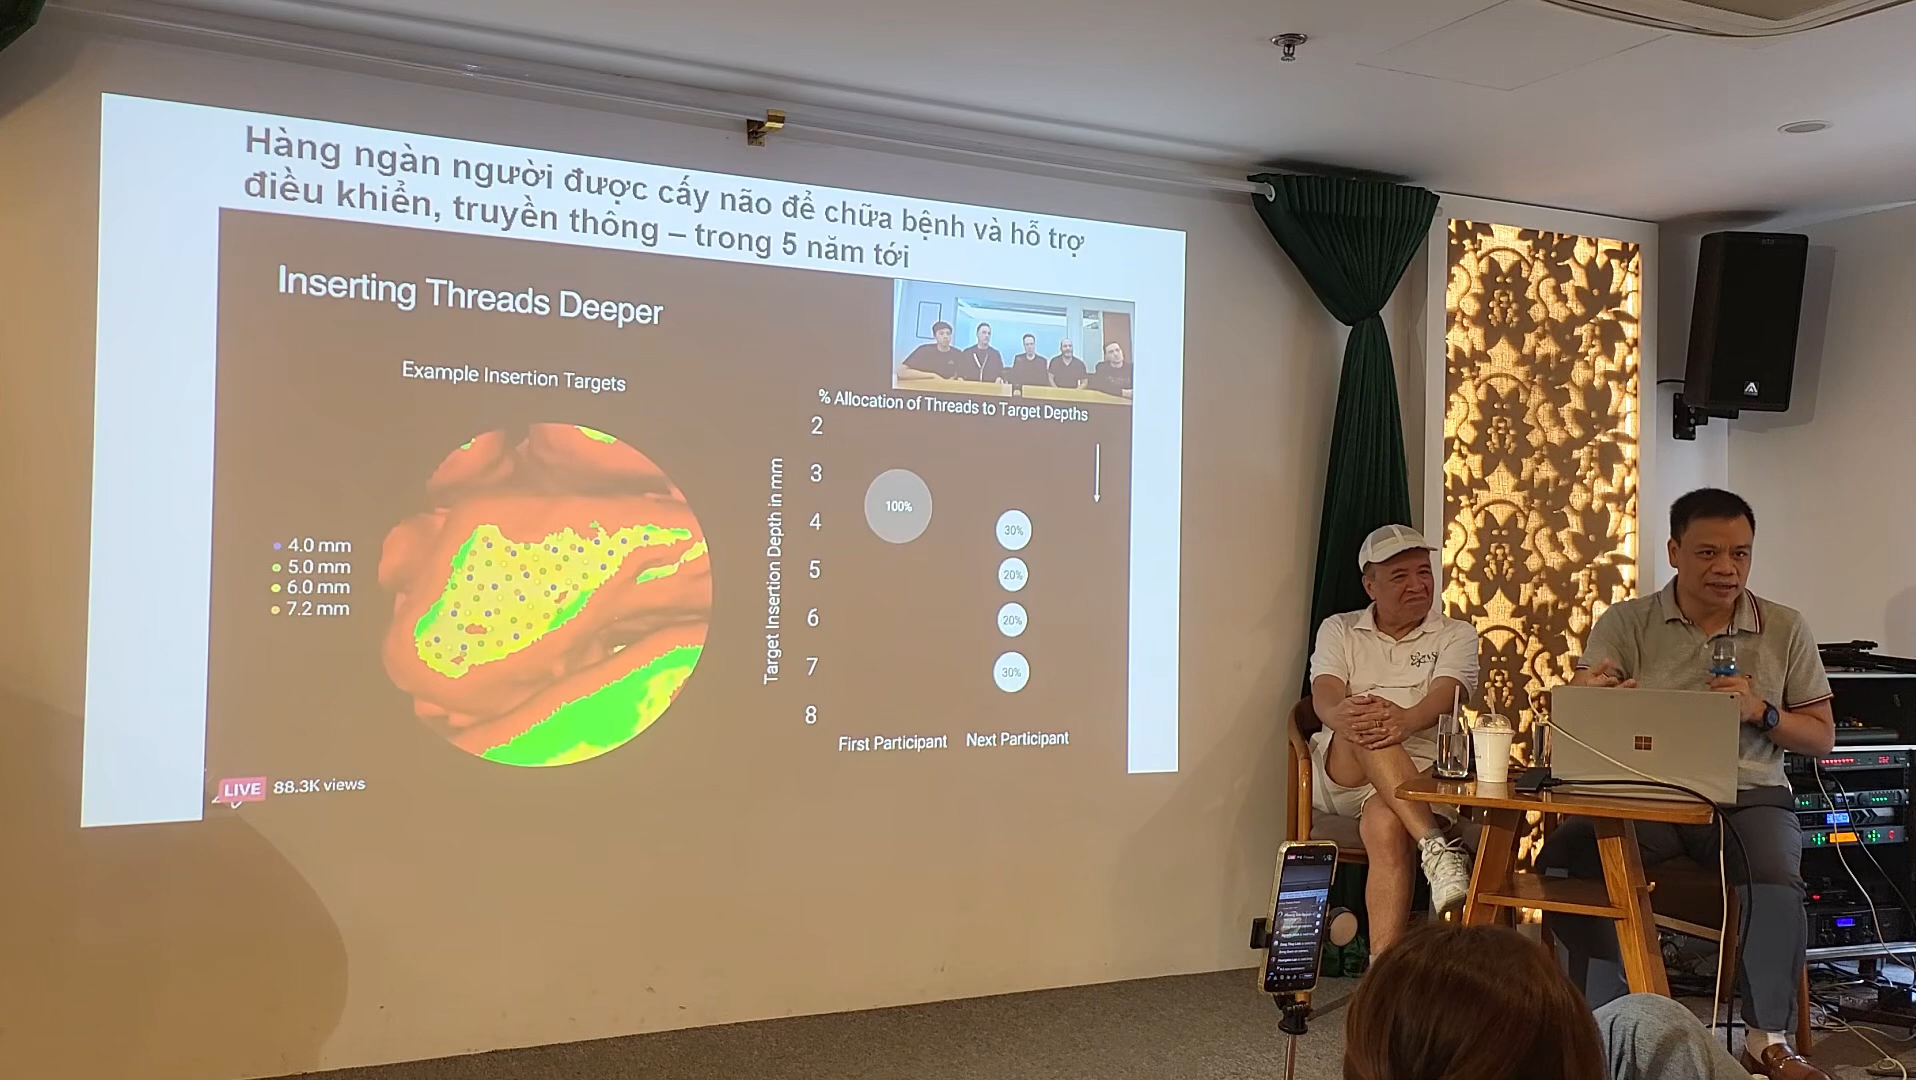 Hàng ngàn người được cấy não để chữa bệnh và hỗ trợ
điều khiển, truyền thông – trong 5 năm tới
Inserting Threads Deeper
Example Insertion Targets
4.0 mm
5.0 mm
6.0 mm
7.2 mm
% Allocation of Threads to Target Depths
Target Insertion Depth in mm
2
3
4
5
6
7
8
100%
30%
20%
20%
30%
First Participant
Next Participant
LIVE
88.3K views